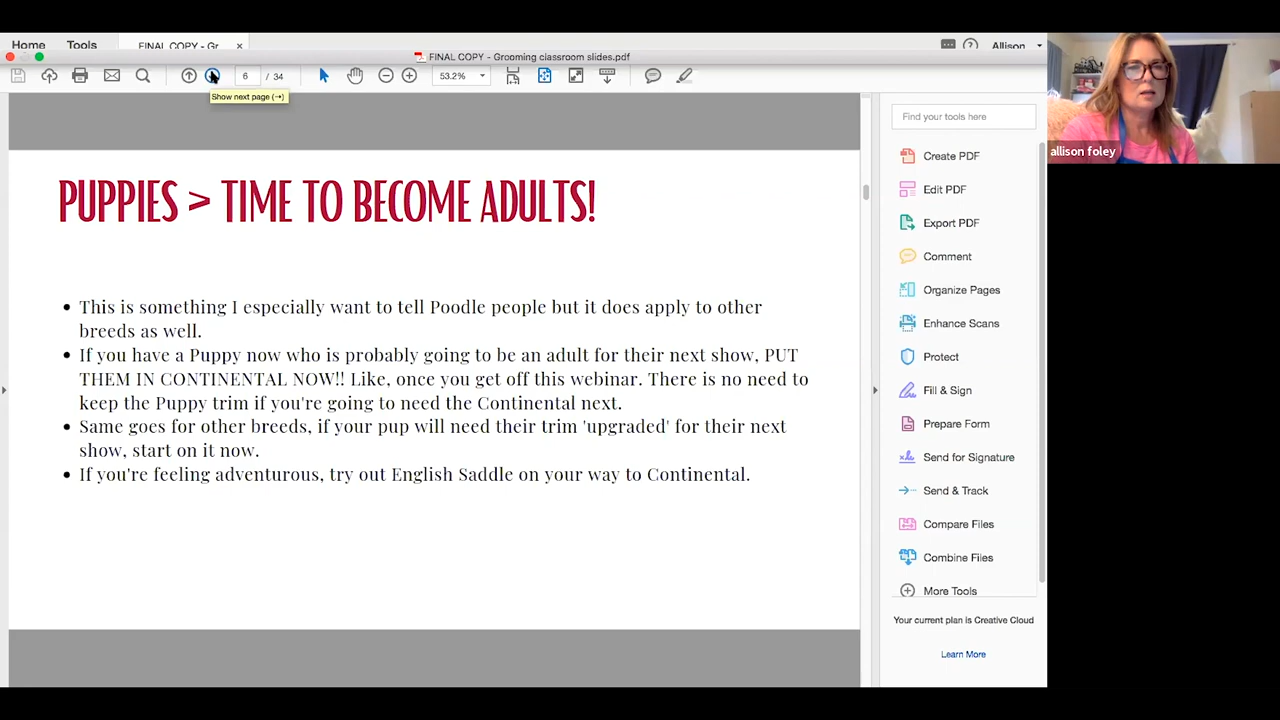 Home
Tools
FINAL COPY - Gr
×
Allison
FINAL COPY - Grooming classroom slides.pdf
6 / 34
53.2%
Show next page (→)
Find your tools here
Create PDF
Edit PDF
Export PDF
Comment
Organize Pages
Enhance Scans
Protect
Fill & Sign
Prepare Form
Send for Signature
Send & Track
Compare Files
Combine Files
More Tools
Your current plan is Creative Cloud
Learn More
allison foley
PUPPIES > TIME TO BECOME ADULTS!
• This is something I especially want to tell Poodle people but it does apply to other
breeds as well.
• If you have a Puppy now who is probably going to be an adult for their next show, PUT
THEM IN CONTINENTAL NOW!! Like, once you get off this webinar. There is no need to
keep the Puppy trim if you're going to need the Continental next.
• Same goes for other breeds, if your pup will need their trim 'upgraded' for their next
show, start on it now.
• If you're feeling adventurous, try out English Saddle on your way to Continental.